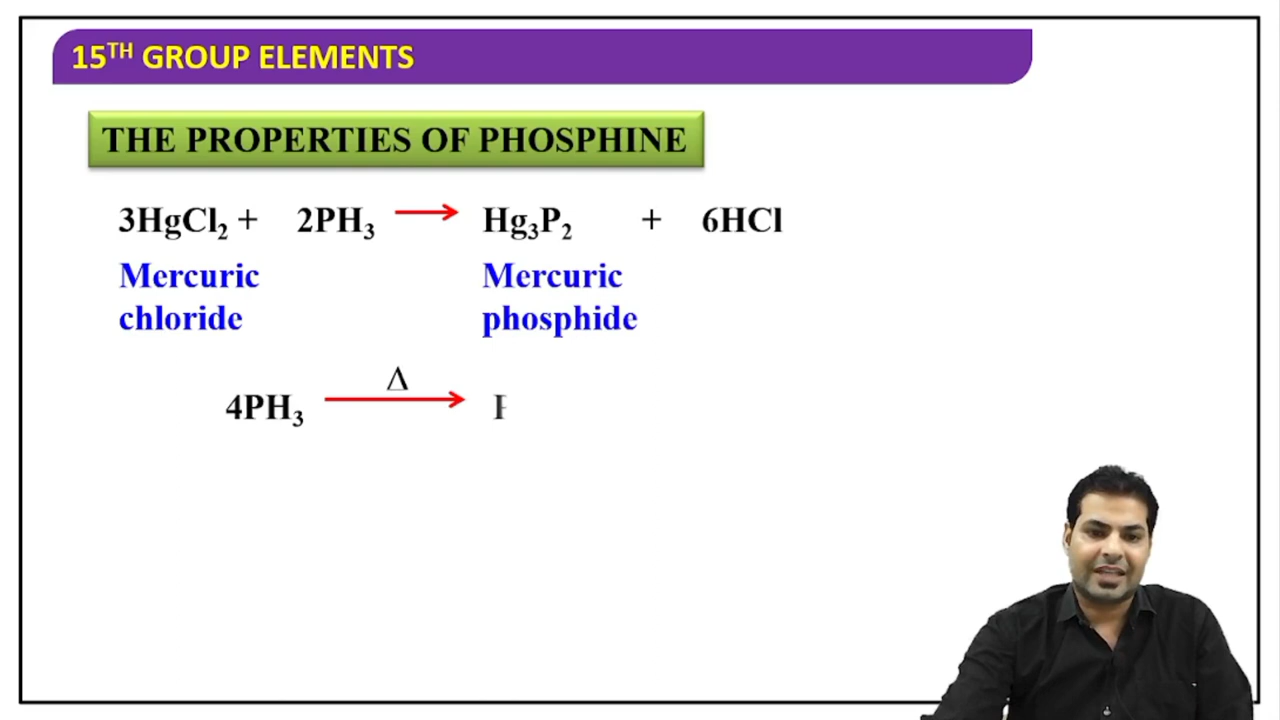 15TH GROUP ELEMENTS
THE PROPERTIES OF PHOSPHINE
3HgCl2 + 2PH3 → Hg3P2 + 6HCl
Mercuric Mercuric
chloride phosphide
Δ
4PH3 →